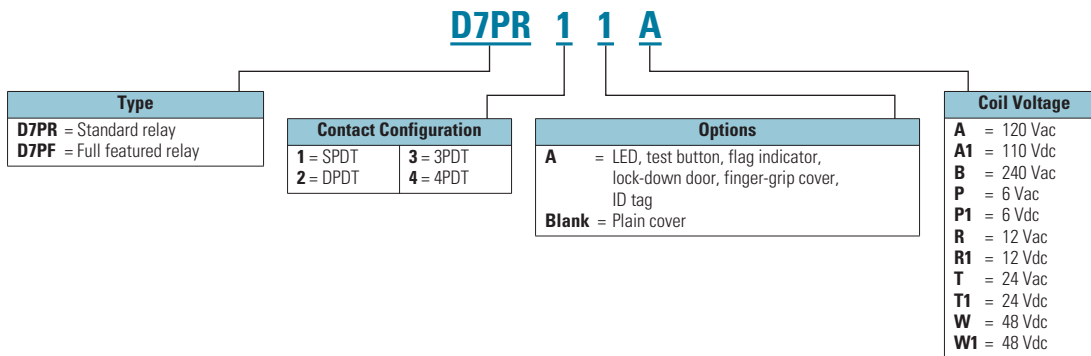 D7PR 1 1 A
Type
D7PR = Standard relay
D7PF = Full featured relay
Contact Configuration
1 = SPDT
2 = DPDT
3 = 3PDT
4 = 4PDT
Options
A = LED, test button, flag indicator,
lock-down door, finger-grip cover,
ID tag
Blank = Plain cover
Coil Voltage
A = 120 Vac
A1 = 110 Vdc
B = 240 Vac
P = 6 Vac
P1 = 6 Vdc
R = 12 Vac
R1 = 12 Vdc
T = 24 Vac
T1 = 24 Vdc
W = 48 Vdc
W1 = 48 Vdc